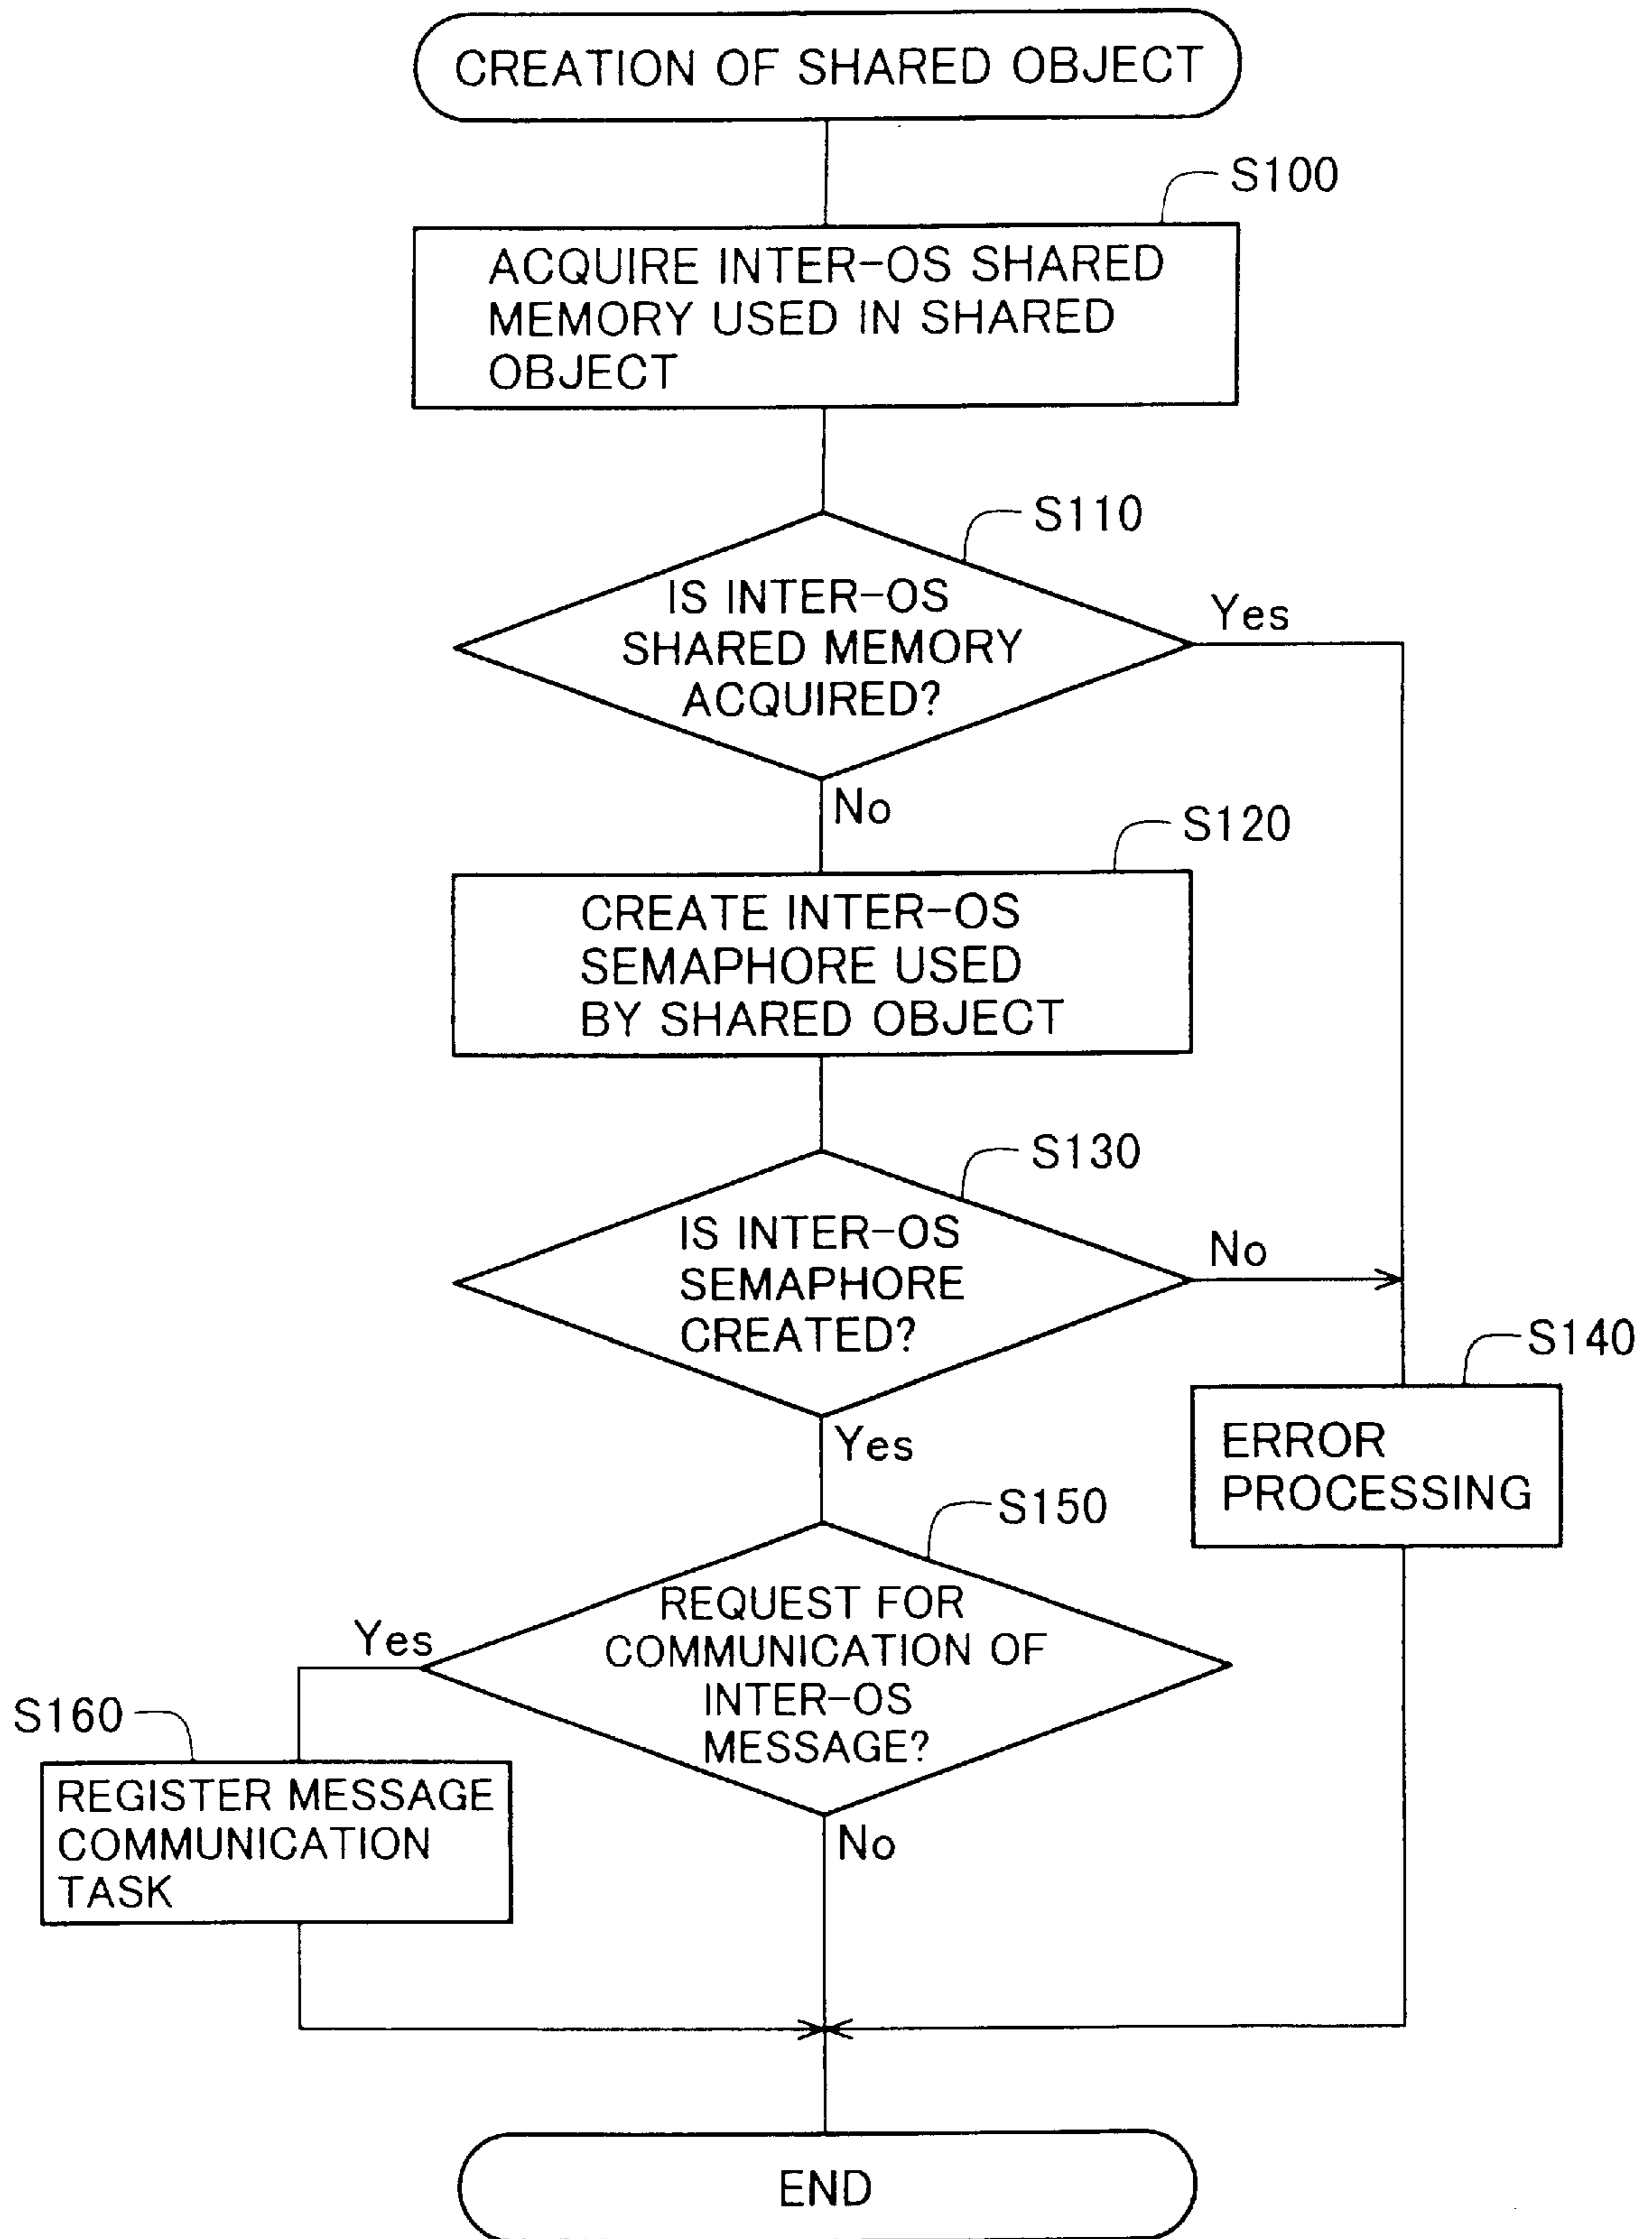 CREATION OF SHARED OBJECT
S100
ACQUIRE INTER-OS SHARED
MEMORY USED IN SHARED
OBJECT
S110
IS INTER-OS
SHARED MEMORY
ACQUIRED?
Yes
No
S120
CREATE INTER-OS
SEMAPHORE USED
BY SHARED OBJECT
S130
IS INTER-OS
SEMAPHORE
CREATED?
No
Yes
S140
ERROR
PROCESSING
S150
REQUEST FOR
COMMUNICATION OF
INTER-OS
MESSAGE?
Yes
No
S160
REGISTER MESSAGE
COMMUNICATION
TASK
END